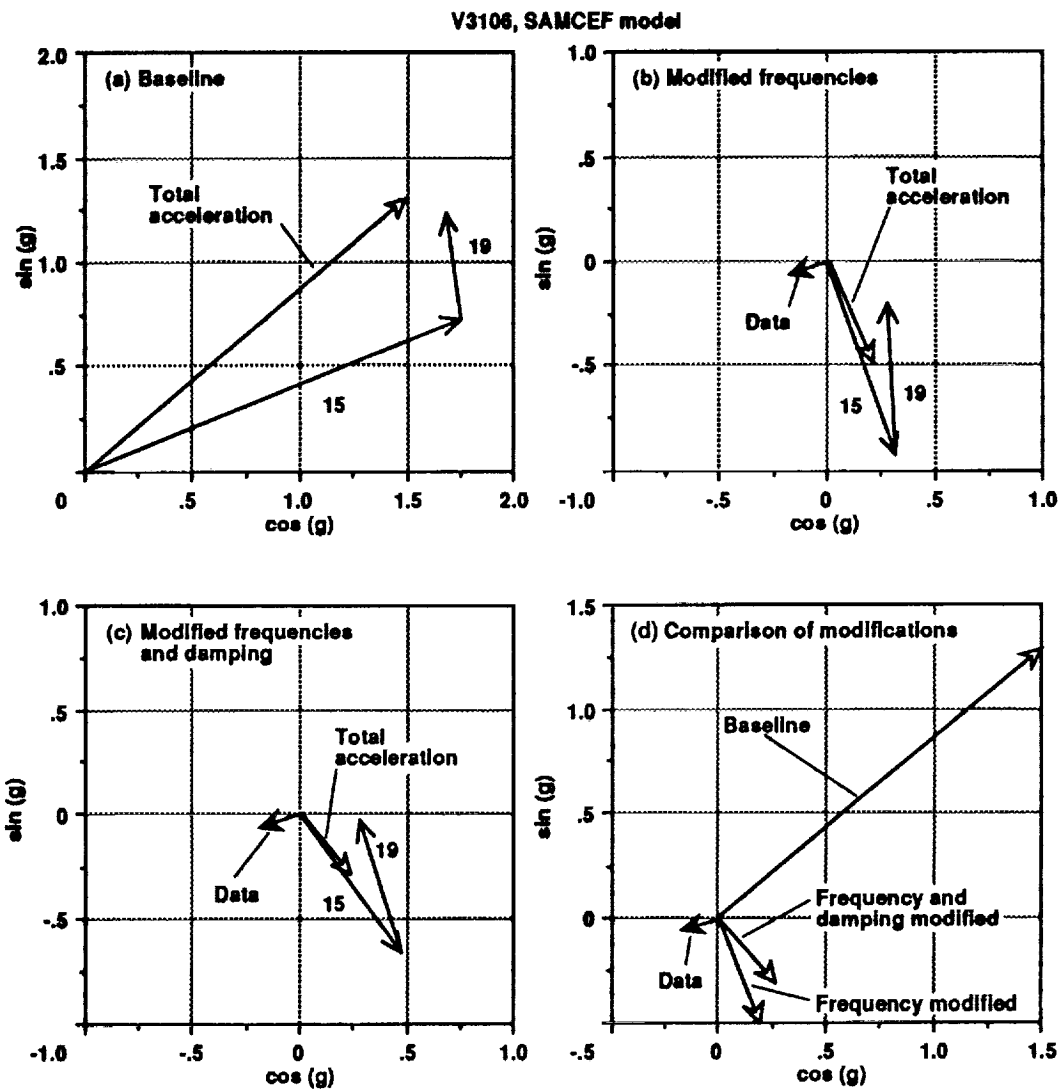 V3106, SAMCEF model
(a) Baseline
2.0
1.5
1.0
.5
0
sin (g)
Total
acceleration
19
15
.5
1.0
1.5
2.0
cos (g)
(b) Modified frequencies
1.0
.5
0
-.5
-1.0
sin (g)
Total
acceleration
Data
15
19
-.5
0
.5
1.0
cos (g)
(c) Modified frequencies
and damping
1.0
.5
0
-.5
-1.0
sin (g)
Total
acceleration
Data
15
19
0
.5
1.0
cos (g)
(d) Comparison of modifications
1.5
1.0
.5
0
-.5
sin (g)
Baseline
Frequency and
damping modified
Data
Frequency modified
0
0.5
1.0
1.5
cos (g)